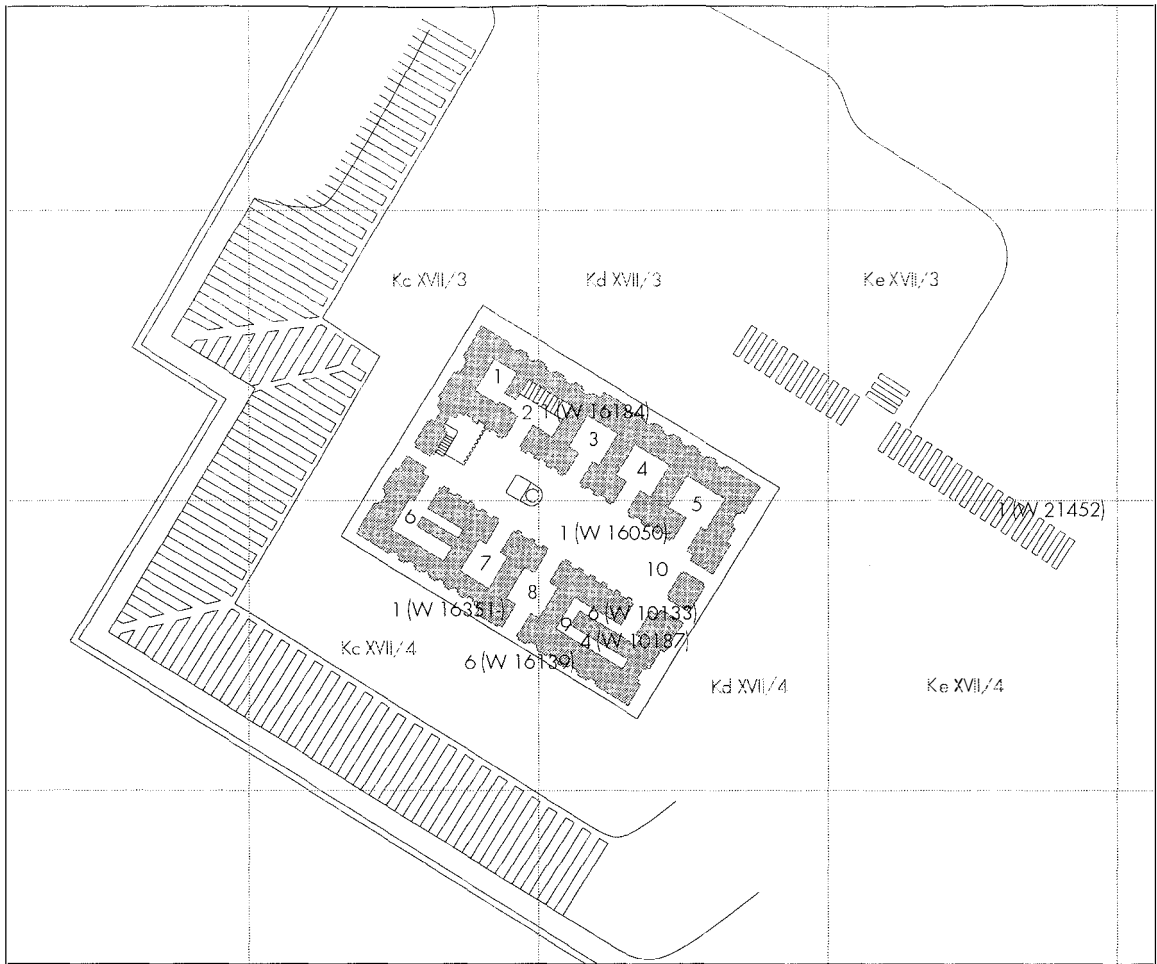 Kc XVII/3
Kd XVII/3
Ke XVII/3
1
2 1 (W 16184)
3
4
5
1 (W 21452)
6
1 (W 16050)
7
10
8
1 (W 16351)
9
6 (W 10133)
4 (W 10187)
Kc XVII/4
6 (W 16139)
Kd XVII/4
Ke XVII/4